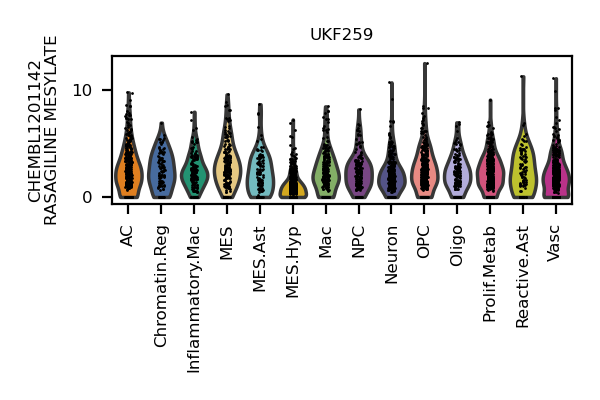 UKF259
CHEMBL1201142
RASAGILINE MESYLATE
10
0
AC
Chromatin.Reg
Inflammatory.Mac
MES
MES.Ast
MES.Hyp
Mac
NPC
Neuron
OPC
Oligo
Prolif.Metab
Reactive.Ast
Vasc